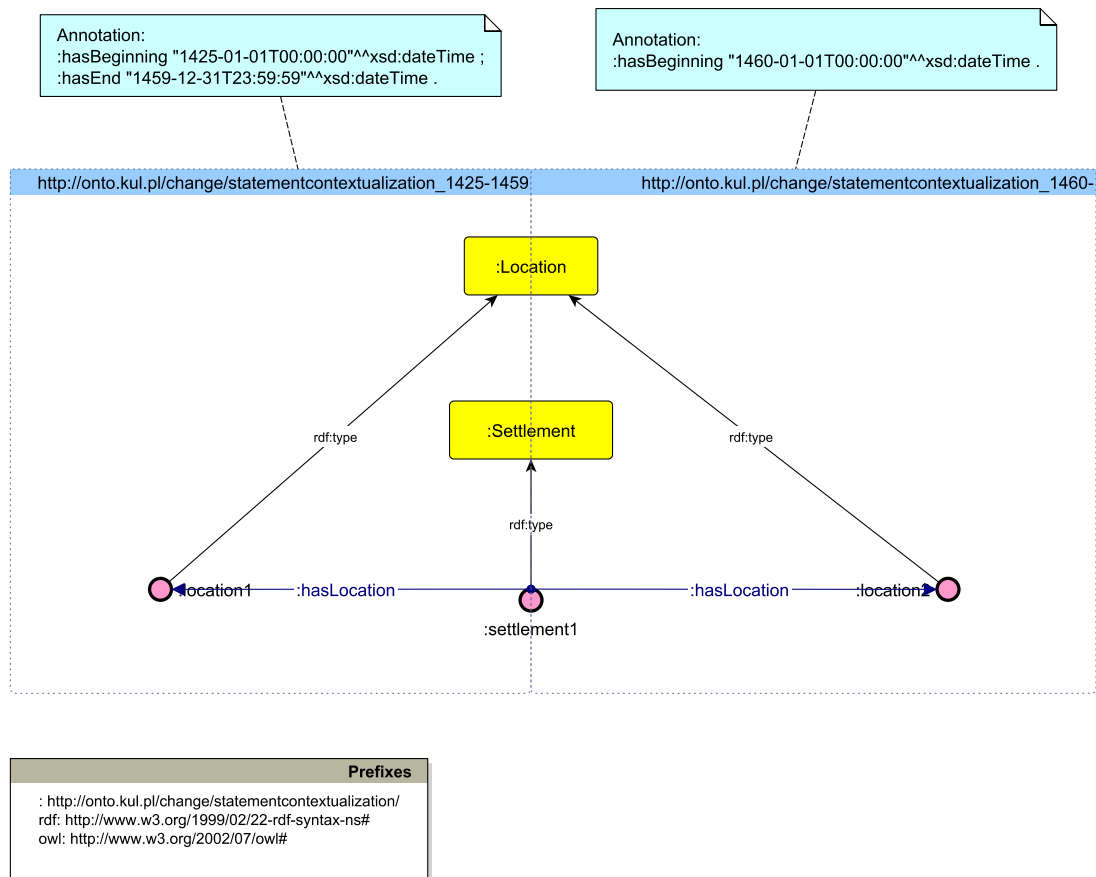 Annotation:
:hasBeginning "1425-01-01T00:00:00"^^xsd:dateTime ;
:hasEnd "1459-12-31T23:59:59"^^xsd:dateTime .
Annotation:
:hasBeginning "1460-01-01T00:00:00"^^xsd:dateTime .
http://onto.kul.pl/change/statementcontextualization_1425-1459
http://onto.kul.pl/change/statementcontextualization_1460-
:Location
:Settlement
rdf:type
rdf:type
rdf:type
:location1
:hasLocation
:hasLocation
:location2
:settlement1
Prefixes
: http://onto.kul.pl/change/statementcontextualization/
rdf: http://www.w3.org/1999/02/22-rdf-syntax-ns#
owl: http://www.w3.org/2002/07/owl#